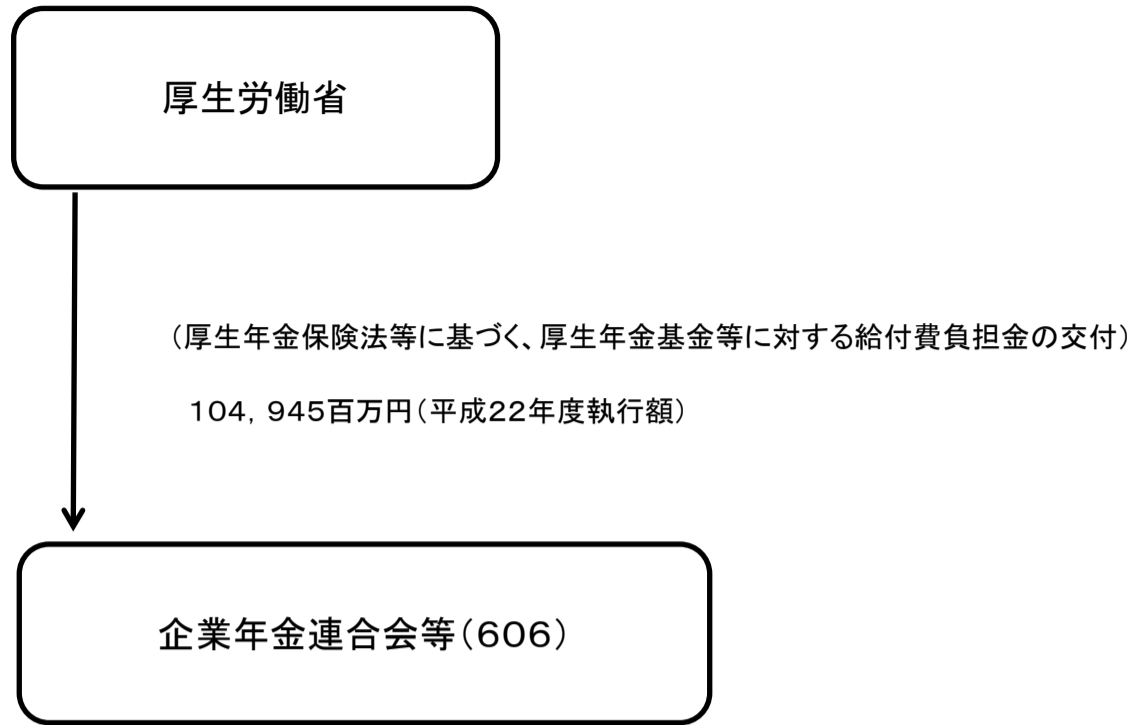 厚生労働省
(厚生年金保険法等に基づく、厚生年金基金等に対する給付費負担金の交付)
104,945百万円(平成22年度執行額)
企業年金連合会等(606)